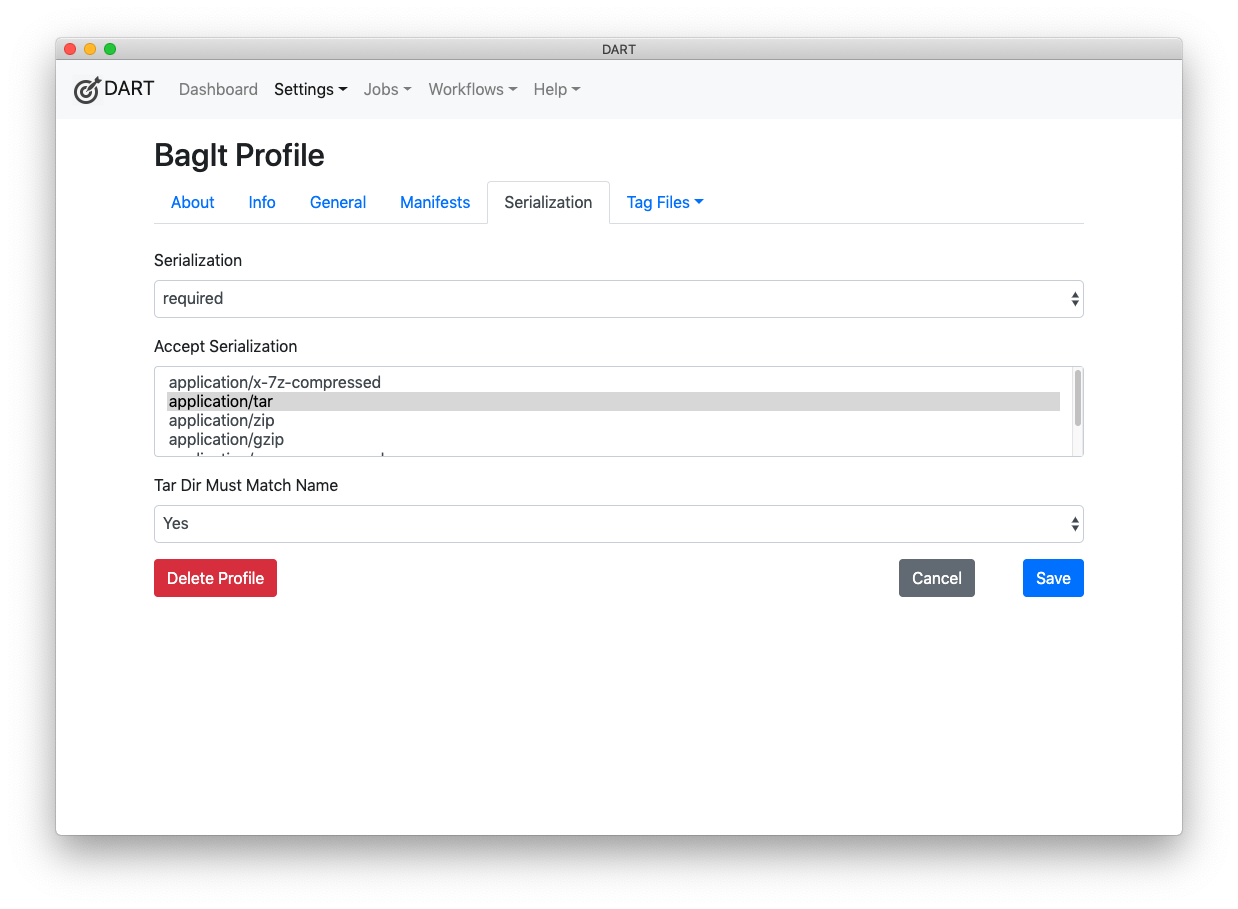 DART
DART Dashboard Settings Jobs Workflows Help
BagIt Profile
About Info General Manifests Serialization Tag Files
Serialization
required
Accept Serialization
application/x-7z-compressed
application/tar
application/zip
application/gzip
Tar Dir Must Match Name
Yes
Delete Profile Cancel Save